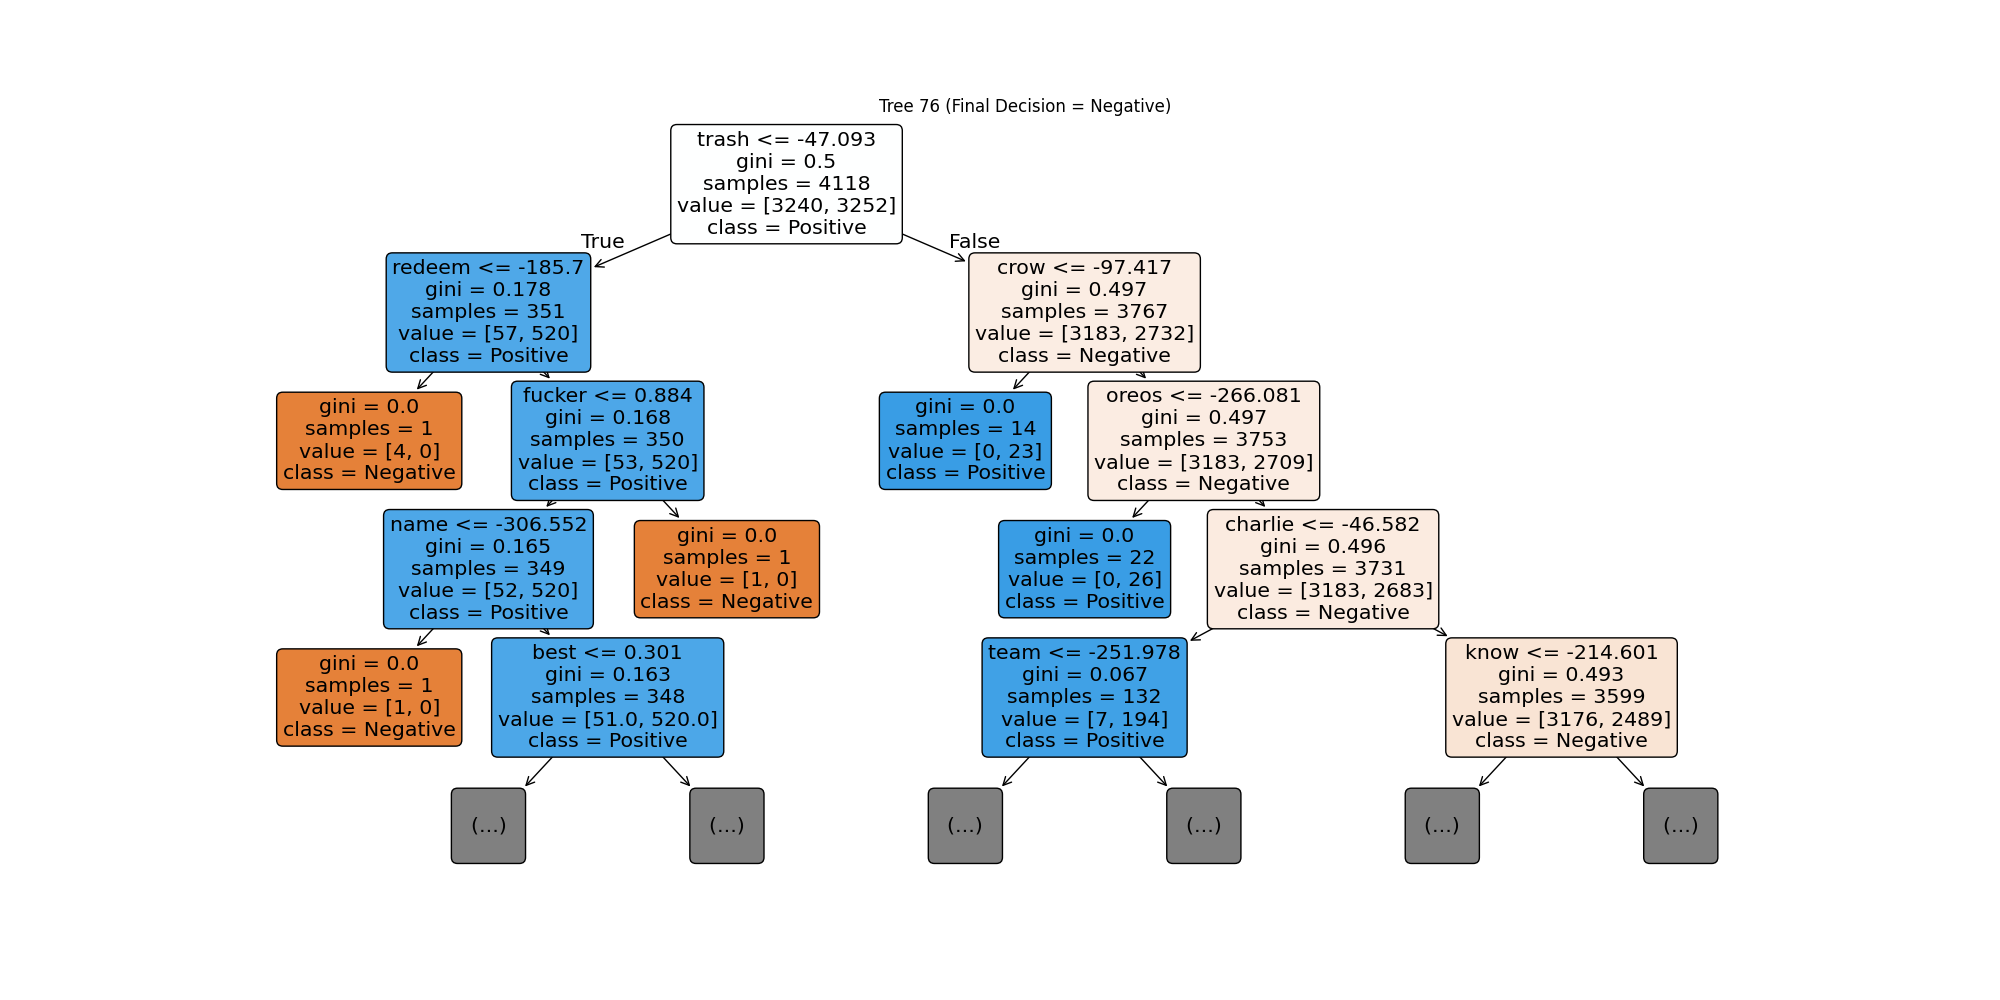 Tree 76 (Final Decision = Negative)
trash <= -47.093
gini = 0.5
samples = 4118
value = [3240, 3252]
class = Positive
True
False
redeem <= -185.7
gini = 0.178
samples = 351
value = [57, 520]
class = Positive
crow <= -97.417
gini = 0.497
samples = 3767
value = [3183, 2732]
class = Negative
gini = 0.0
samples = 1
value = [4, 0]
class = Negative
fucker <= 0.884
gini = 0.168
samples = 350
value = [53, 520]
class = Positive
gini = 0.0
samples = 14
value = [0, 23]
class = Positive
oreos <= -266.081
gini = 0.497
samples = 3753
value = [3183, 2709]
class = Negative
name <= -306.552
gini = 0.165
samples = 349
value = [52, 520]
class = Positive
gini = 0.0
samples = 1
value = [1, 0]
class = Negative
gini = 0.0
samples = 22
value = [0, 26]
class = Positive
charlie <= -46.582
gini = 0.496
samples = 3731
value = [3183, 2683]
class = Negative
gini = 0.0
samples = 1
value = [1, 0]
class = Negative
best <= 0.301
gini = 0.163
samples = 348
value = [51.0, 520.0]
class = Positive
team <= -251.978
gini = 0.067
samples = 132
value = [7, 194]
class = Positive
know <= -214.601
gini = 0.493
samples = 3599
value = [3176, 2489]
class = Negative
(...)
(...)
(...)
(...)
(...)
(...)